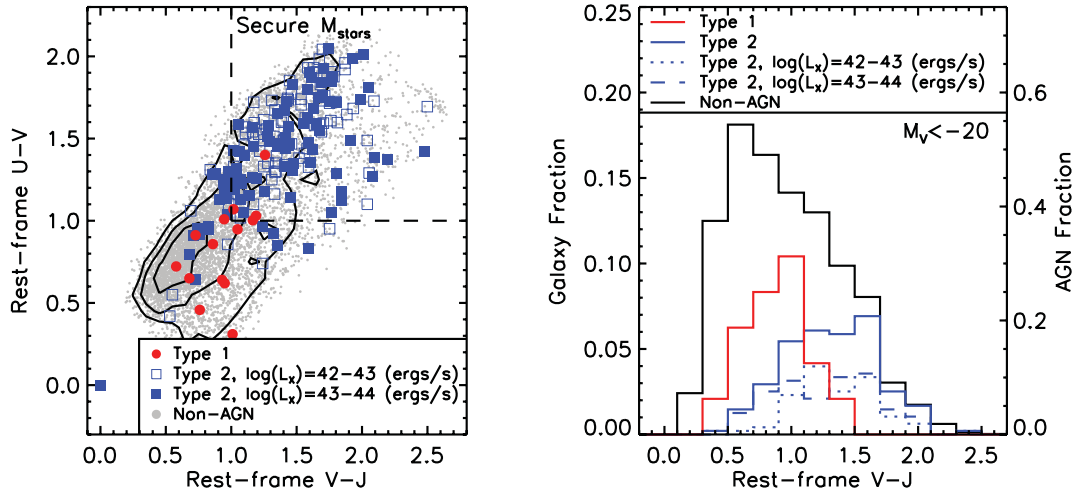 Secure M_stars
2.0
1.5
1.0
0.5
0.0
Rest-frame U-V
Type 1
Type 2, log(L_x)=42-43 (ergs/s)
Type 2, log(L_x)=43-44 (ergs/s)
Non-AGN
0.0 0.5 1.0 1.5 2.0 2.5
Rest-frame V-J
0.25
0.20
0.15
0.10
0.05
0.00
Galaxy Fraction
Type 1
Type 2
Type 2, log(L_x)=42-43 (ergs/s)
Type 2, log(L_x)=43-44 (ergs/s)
Non-AGN
M_V<-20
0.6
0.4
0.2
0.0
AGN Fraction
0.0 0.5 1.0 1.5 2.0 2.5
Rest-frame V-J